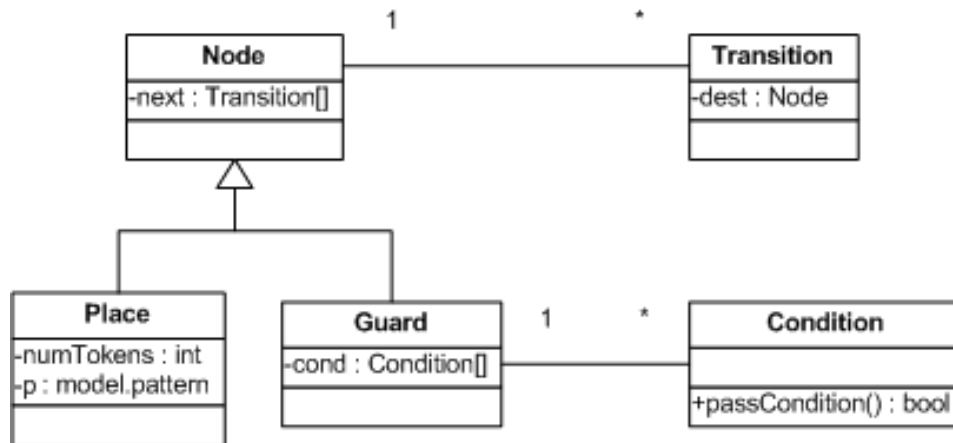 1 *
Node Transition
-next : Transition[] -dest : Node
Place Guard 1 * Condition
-numTokens : int -cond : Condition[]
-p : model.pattern +passCondition() : bool